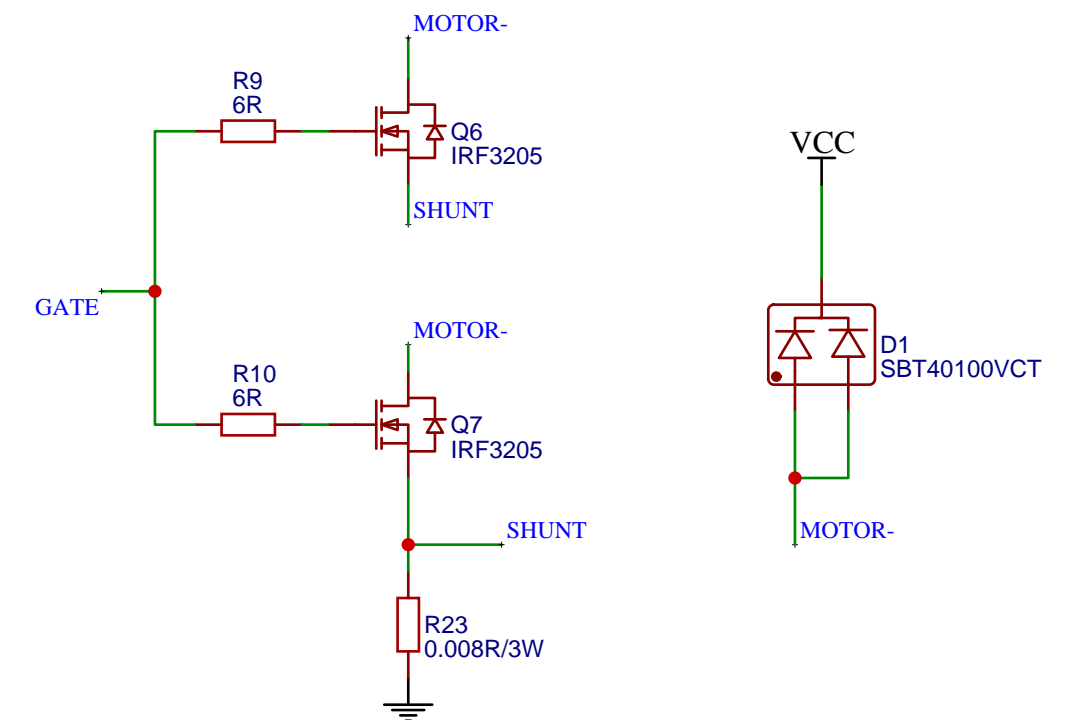 MOTOR-
R9
6R
Q6
IRF3205
SHUNT
GATE
MOTOR-
R10
6R
Q7
IRF3205
SHUNT
R23
0.008R/3W
VCC
D1
SBT40100VCT
MOTOR-